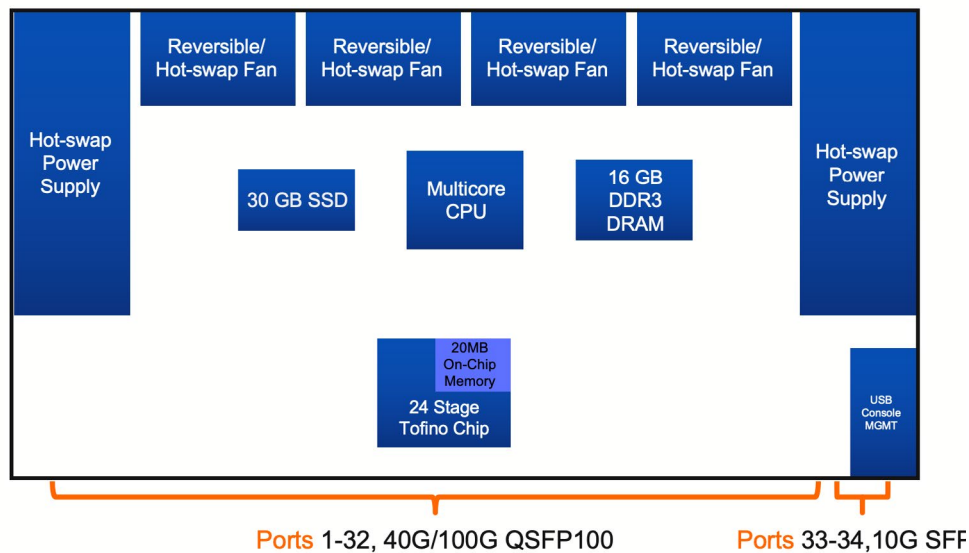 Reversible/
Hot-swap Fan
Reversible/
Hot-swap Fan
Reversible/
Hot-swap Fan
Reversible/
Hot-swap Fan
Hot-swap
Power
Supply
30 GB SSD
Multicore
CPU
16 GB
DDR3
DRAM
Hot-swap
Power
Supply
20MB
On-Chip
Memory
24 Stage
Tofino Chip
USB
Console
MGMT
Ports 1-32, 40G/100G QSFP100
Ports 33-34,10G SFP